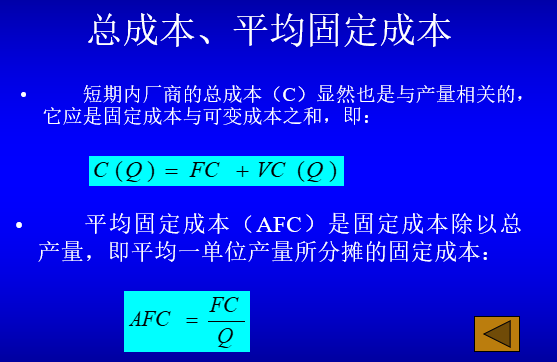 总成本、平均固定成本
• 短期内厂商的总成本（C）显然也是与产量相关的，
它应是固定成本与可变成本之和，即：
C (Q) = FC + VC (Q)
• 平均固定成本（AFC）是固定成本除以总
产量，即平均一单位产量所分摊的固定成本：
AFC = FC / Q